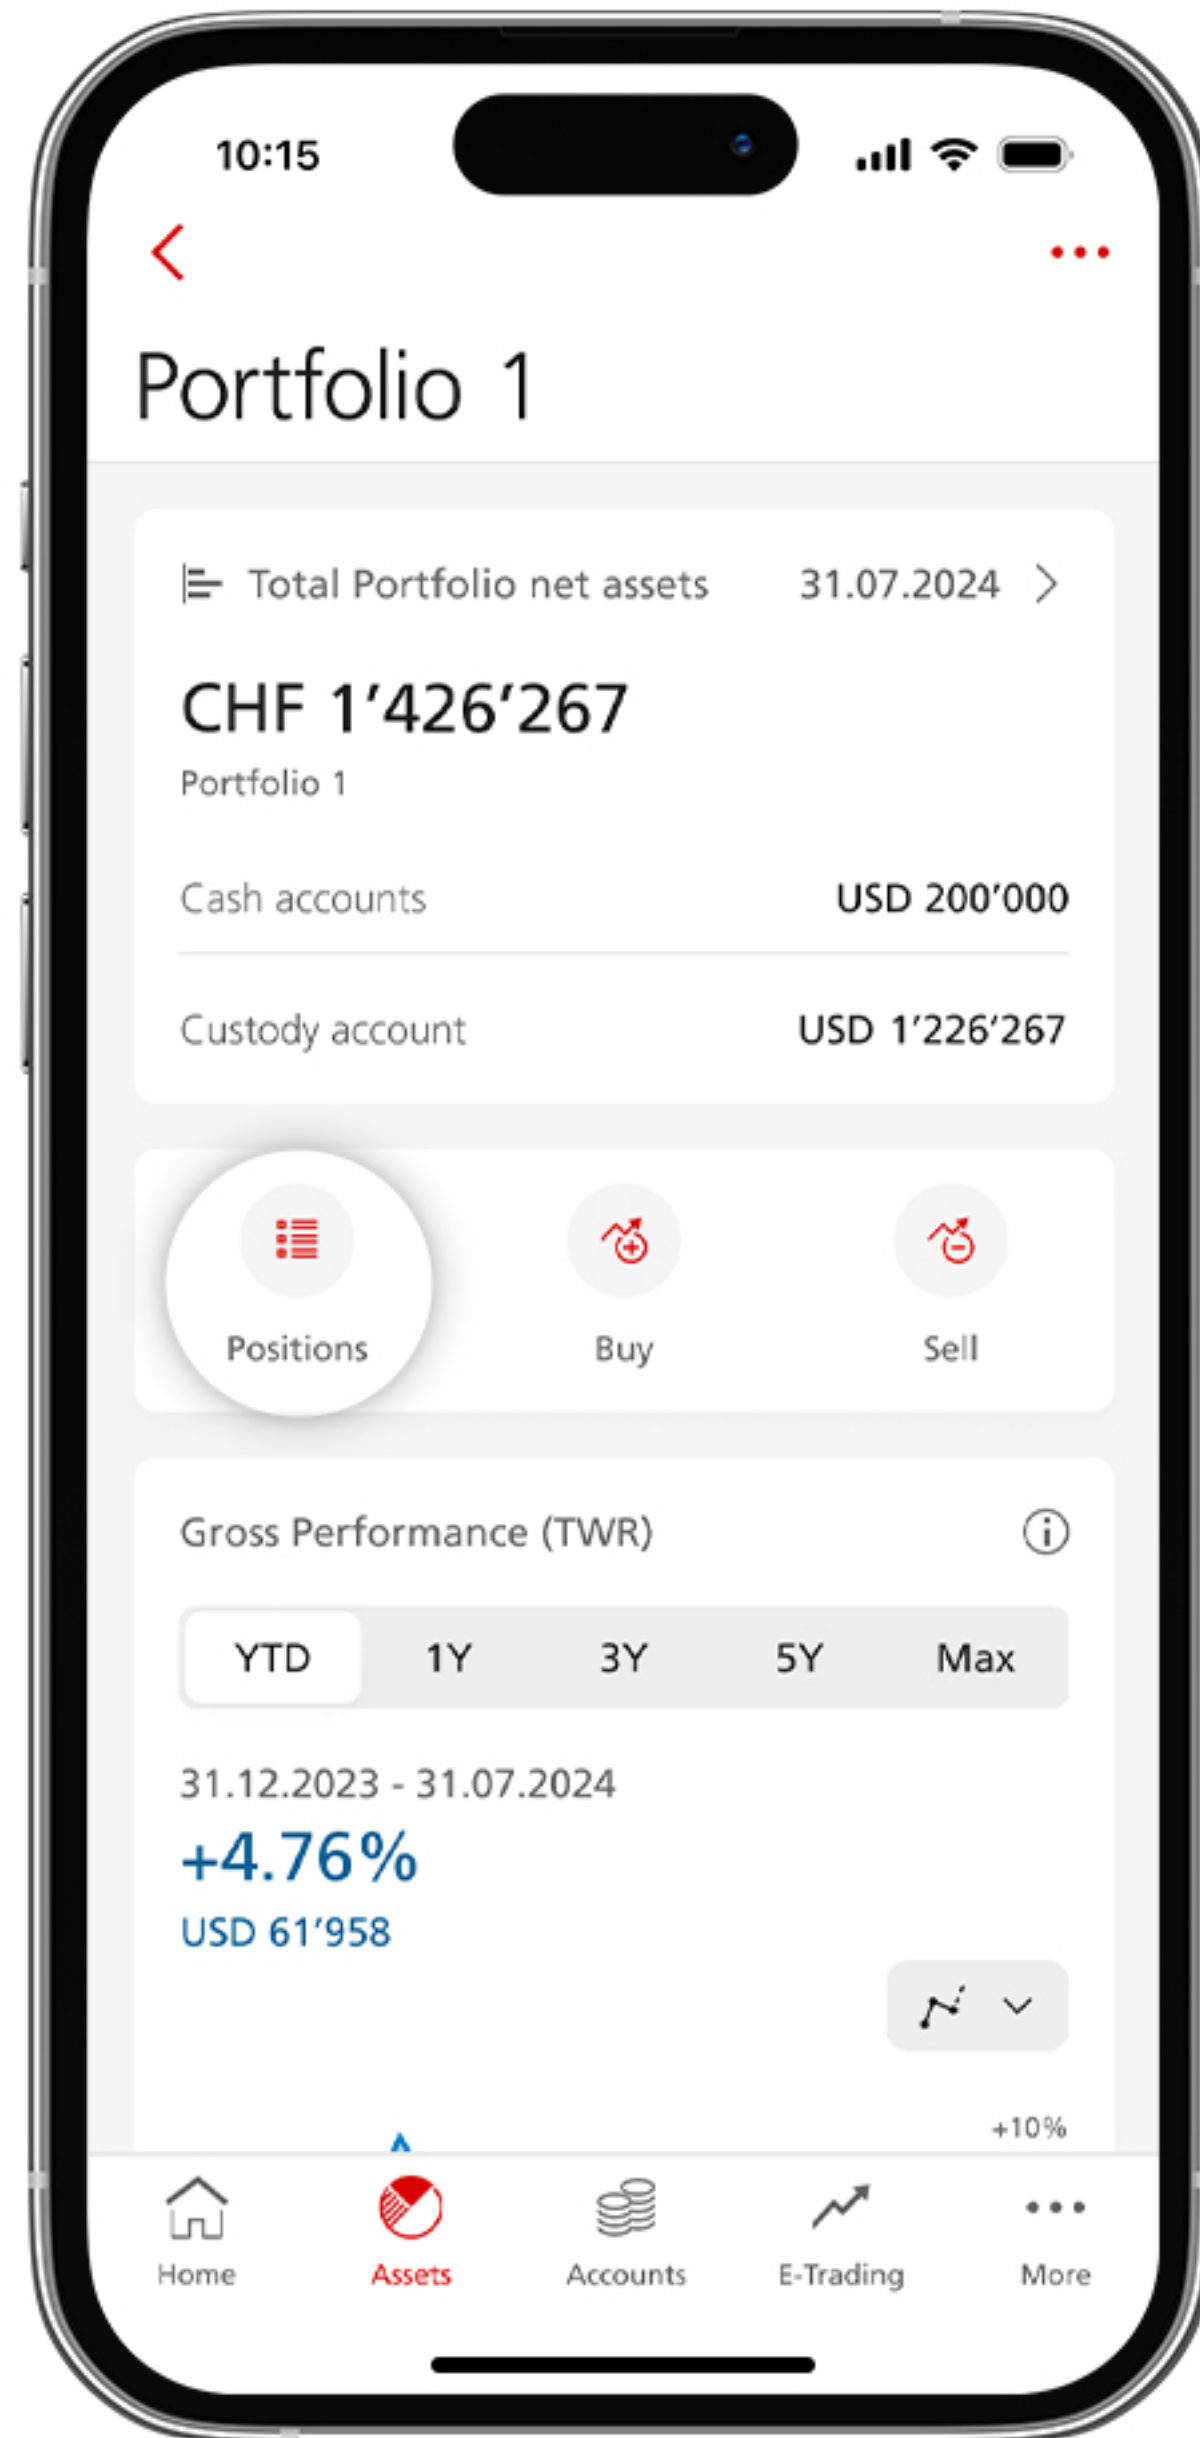 10:15
Portfolio 1
Total Portfolio net assets 31.07.2024
CHF 1’426’267
Portfolio 1
Cash accounts USD 200’000
Custody account USD 1’226’267
Positions Buy Sell
Gross Performance (TWR)
YTD 1Y 3Y 5Y Max
31.12.2023 - 31.07.2024
+4.76%
USD 61’958
+10%
Home Assets Accounts E-Trading More